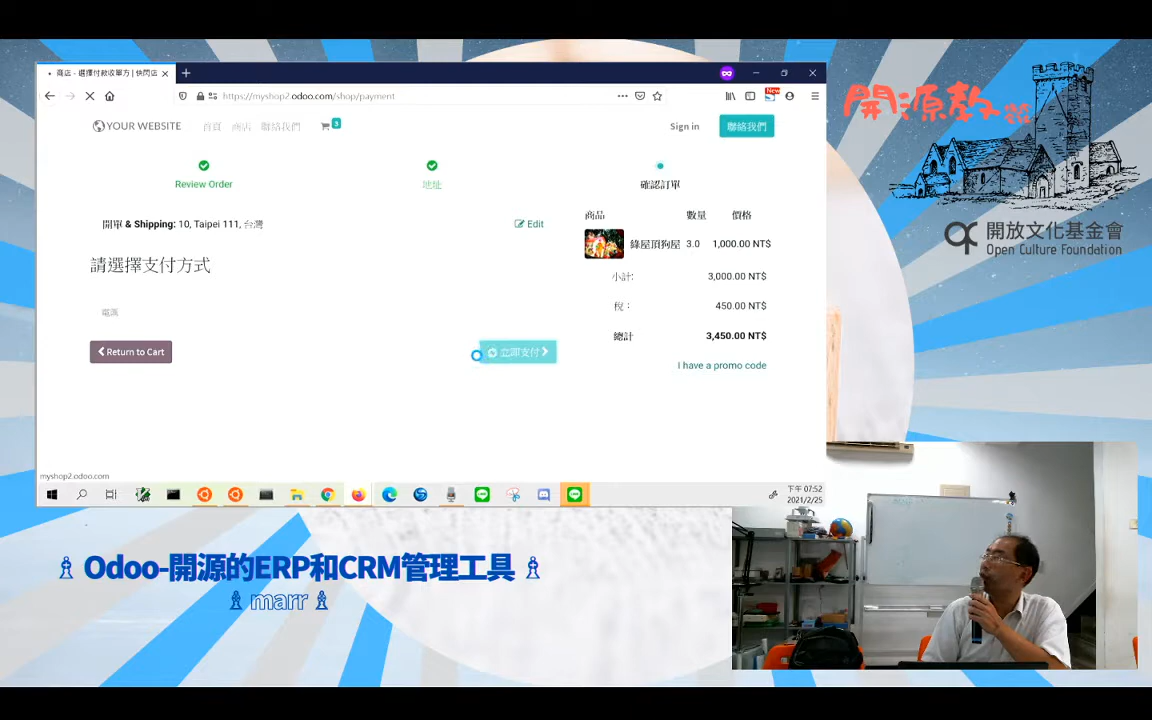 商店 - 選擇付款收單方 | 快閃店
https://myshop2.odoo.com/shop/payment
New
YOUR WEBSITE
首頁 商店 聯絡我們
3
Sign in
聯絡我們
Review Order
地址
確認訂單
開單 & Shipping: 10, Taipei 111, 台灣
Edit
請選擇支付方式
電匯
Return to Cart
立即支付
商品 數量 價格
綠屋頂狗屋 3.0 1,000.00 NT$
小計: 3,000.00 NT$
稅： 450.00 NT$
總計 3,450.00 NT$
I have a promo code
myshop2.odoo.com
下午 07:52
2021/2/25
開源教
開放文化基金會
Open Culture Foundation
Odoo-開源的ERP和CRM管理工具
marr